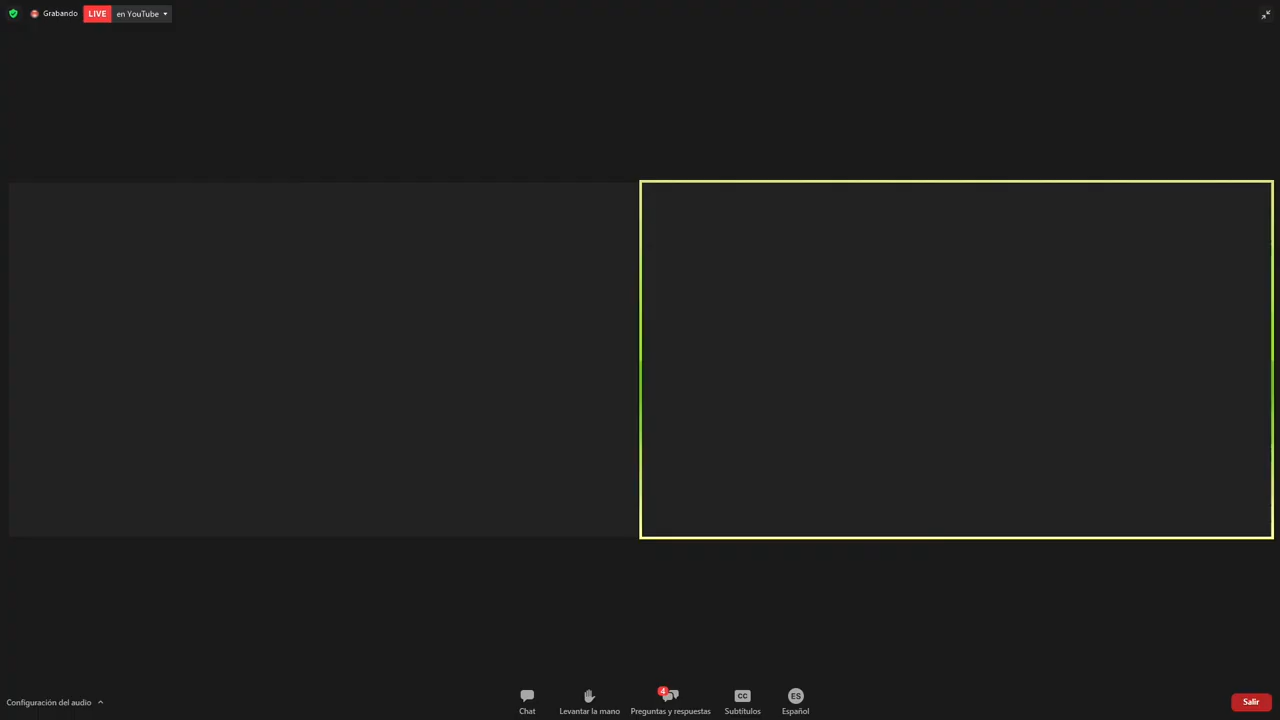 Grabando LIVE en YouTube
Configuración del audio
Chat
Levantar la mano
4
Preguntas y respuestas
CC
Subtítulos
ES
Español
Salir